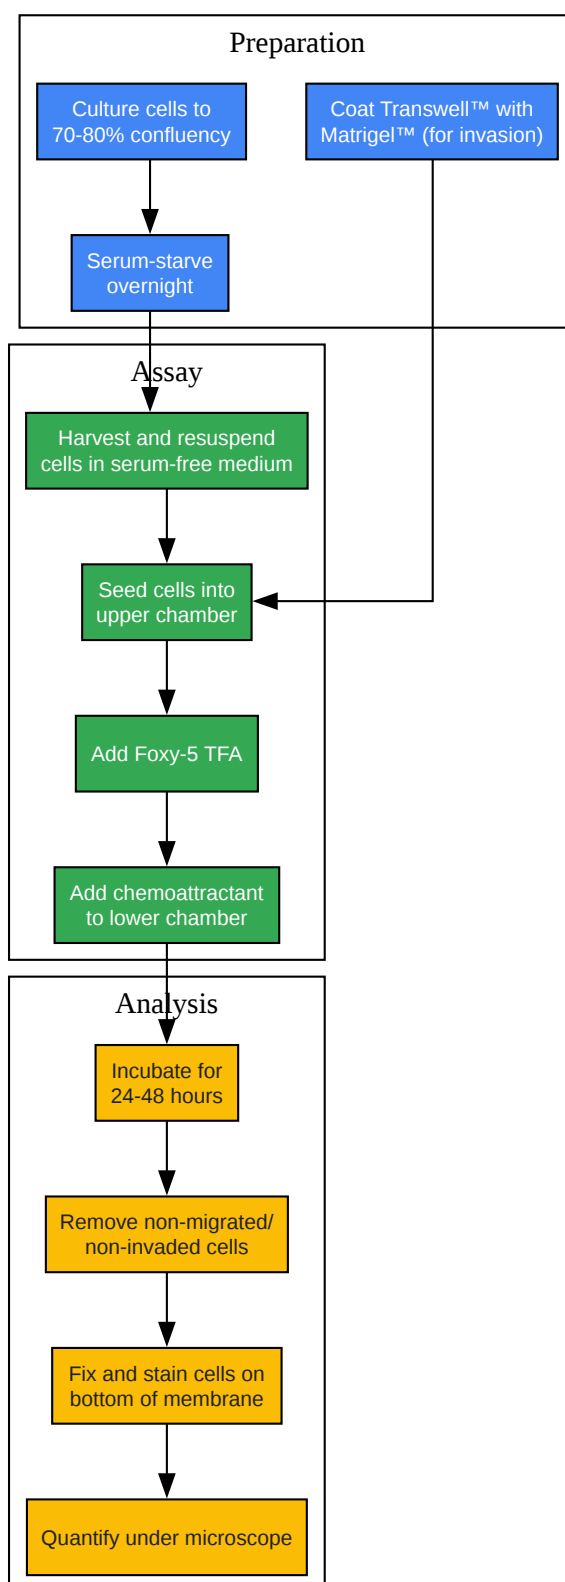 Preparation
Culture cells to
70-80% confluency
Coat Transwell™ with
Matrigel™ (for invasion)
Serum-starve
overnight
Assay
Harvest and resuspend
cells in serum-free medium
Seed cells into
upper chamber
Add Foxy-5 TFA
Add chemoattractant
to lower chamber
Analysis
Incubate for
24-48 hours
Remove non-migrated/
non-invaded cells
Fix and stain cells on
bottom of membrane
Quantify under microscope